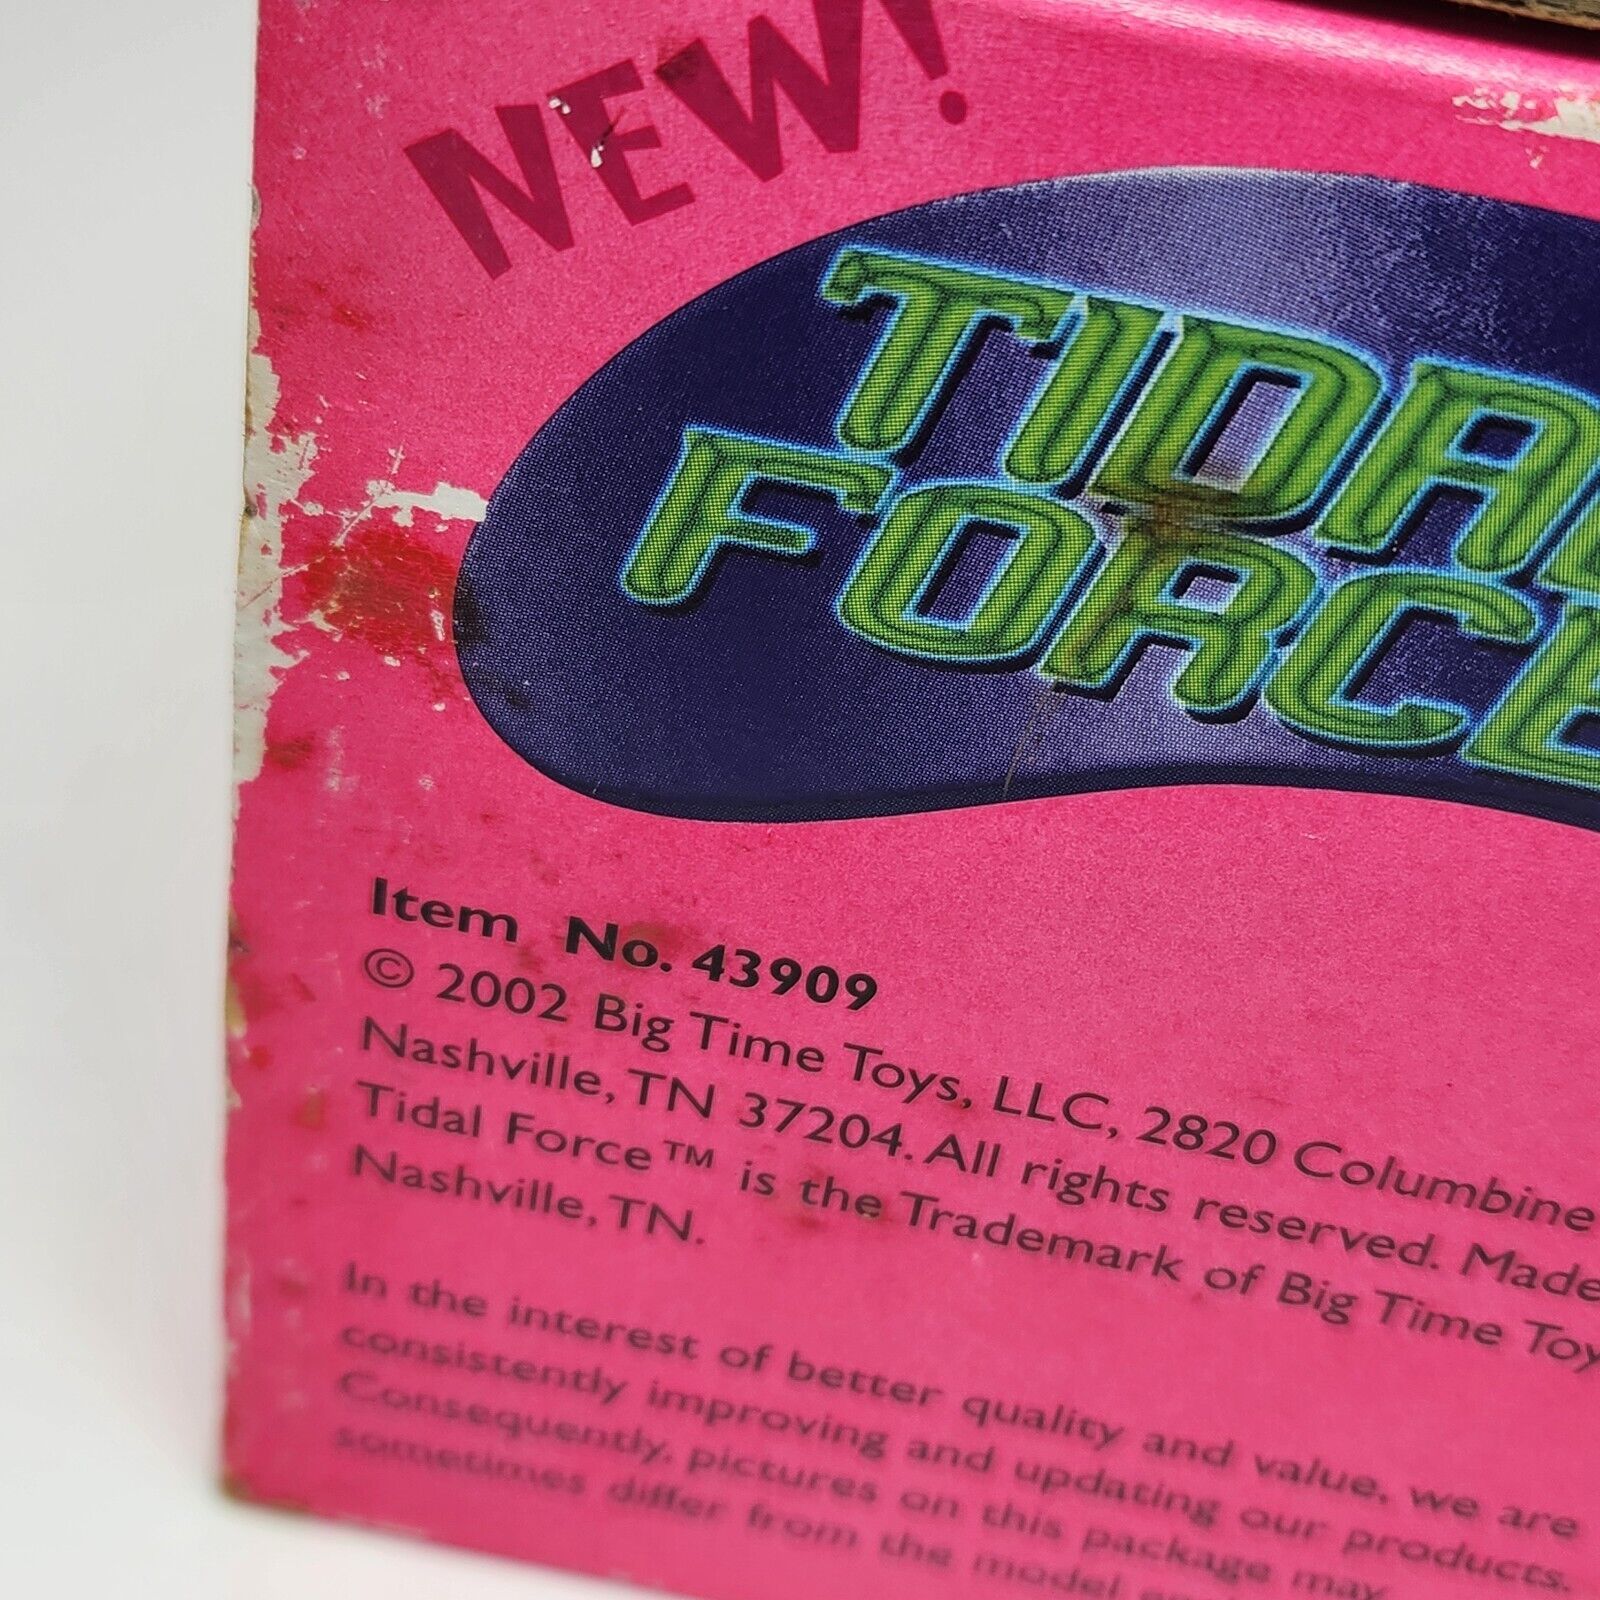 NEW!
TIDAL
FORCE
Item No. 43909
© 2002 Big Time Toys, LLC, 2820 Columbine
Nashville, TN 37204. All rights reserved. Made
Tidal Force™ is the Trademark of Big Time Toy
Nashville, TN.
In the interest of better quality and value, we are
consistently improving and updating our products.
Consequently, pictures on this package may
sometimes differ from the model